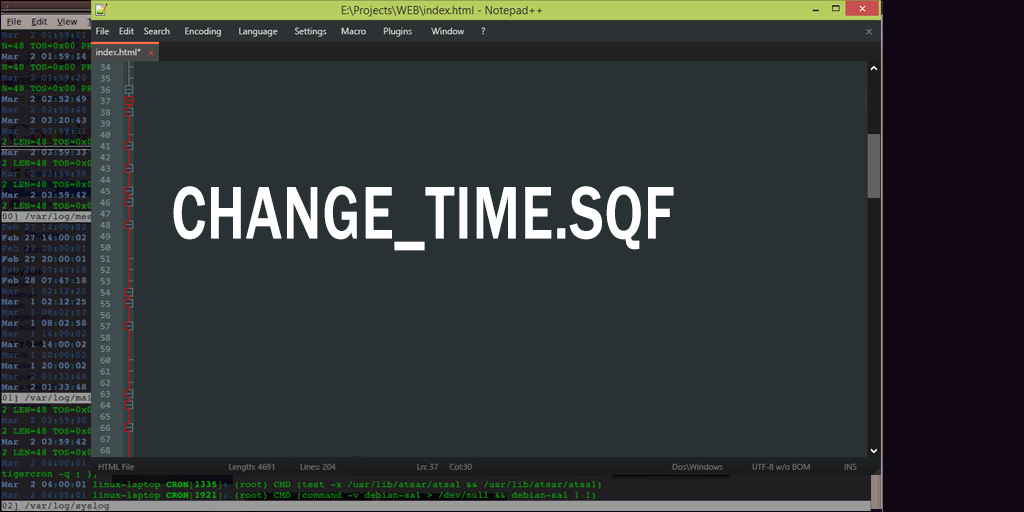 E:\Projects\WEB\index.html - Notepad++
File Edit View
File Edit Search Encoding Language Settings Macro Plugins Window ?
index.html*
Mar 2 01:59:11
N=48 TOS=0x00 PR
Mar 2 01:59:14
N=48 TOS=0x00 PR
Mar 2 01:59:20
N=48 TOS=0x00 PR
Mar 2 02:52:49
Mar 2 02:55:48
Mar 2 03:20:43
Mar 2 03:59:31
2 LEN=48 TOS=0x0
Mar 2 03:59:33
2 LEN=48 TOS=0x0
Mar 2 03:59:36
2 LEN=48 TOS=0x0
Mar 2 03:59:42
2 LEN=48 TOS=0x0
00] /var/log/mes
Feb 27 14:00:02
Feb 27 14:00:02
Feb 27 20:00:01
Feb 28 07:47:18
Feb 28 07:47:18
Mar 1 02:12:25
Mar 1 02:12:25
Mar 1 08:02:57
Mar 1 08:02:58
Mar 1 14:00:02
Mar 1 20:00:02
Mar 1 20:00:02
Mar 2 01:33:48
Mar 2 01:33:48
01] /var/log/mai
2 LEN=48 TOS=0x0
Mar 2 03:59:36
2 LEN=48 TOS=0x0
Mar 2 03:59:42
2 LEN=48 TOS=0x0
Mar 2 04:00:01
tigercron -q ; },
34
35
36
37
38
39
40
41
42
43
44
45
46
47
48
49
50
51
52
53
54
55
56
57
58
59
60
61
62
63
64
65
66
67
68
CHANGE_TIME.SQF
HTML File Length: 4691 Lines: 204 Ln: 37 Col:30 Dos\Windows UTF-8 w/o BOM INS
Mar 2 04:00:01 linux-laptop CRON[1335]: (root) CMD (test -x /usr/lib/atsar/atsa1 && /usr/lib/atsar/atsa1)
Mar 2 04:05:01 linux-laptop CRON[1921]: (root) CMD (command -v debian-sa1 > /dev/null && debian-sa1 1 1)
02] /var/log/syslog